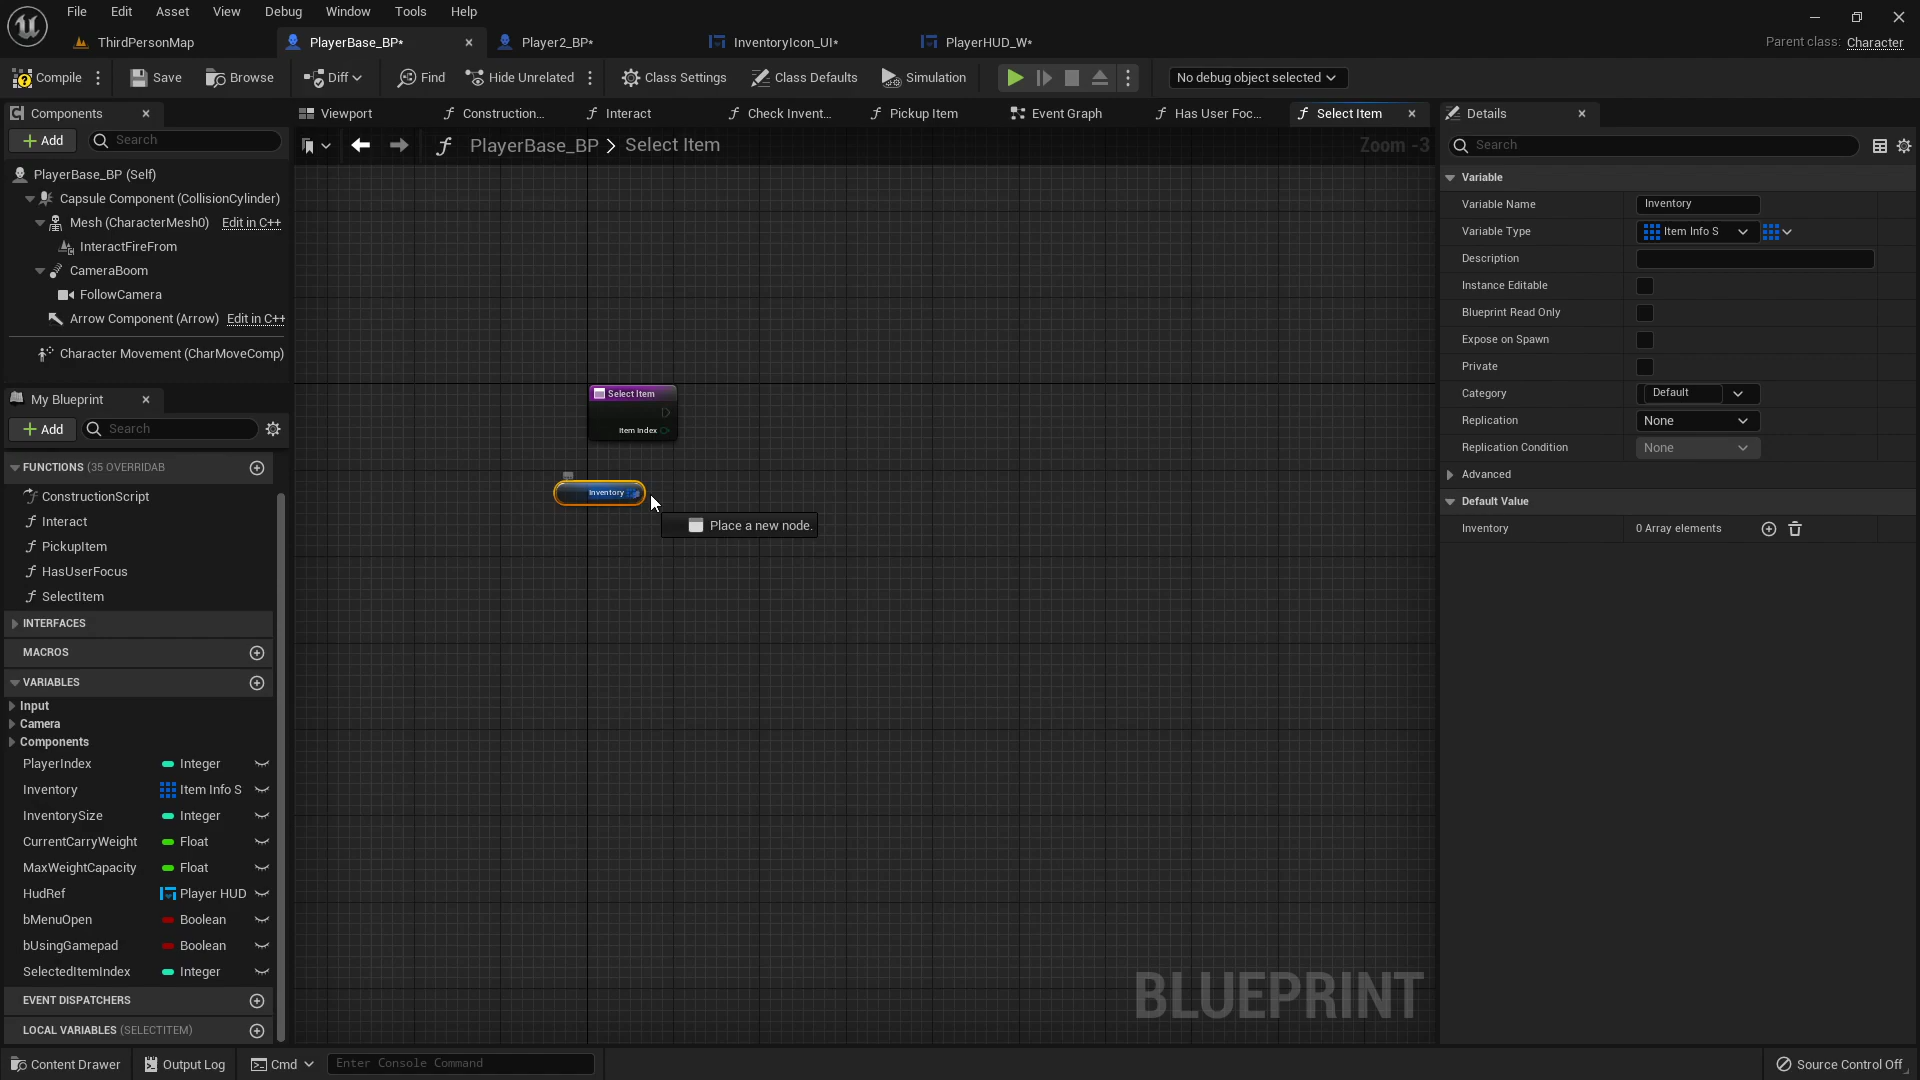 File Edit Asset View Debug Window Tools Help
ThirdPersonMap PlayerBase_BP* Player2_BP* InventoryIcon_UI* PlayerHUD_W* Parent class: Character
Compile Save Browse Diff Find Hide Unrelated Class Settings Class Defaults Simulation No debug object selected
Components Viewport Construction... Interact Check Invent... Pickup Item Event Graph Has User Foc... Select Item Details
Add Search PlayerBase_BP > Select Item Zoom -3 Search
PlayerBase_BP (Self)
Capsule Component (CollisionCylinder)
Mesh (CharacterMesh0) Edit in C++
InteractFireFrom
CameraBoom
FollowCamera
Arrow Component (Arrow) Edit in C++
Character Movement (CharMoveComp)
My Blueprint
Add Search
FUNCTIONS (35 OVERRIDAB
ConstructionScript
Interact
PickupItem
HasUserFocus
SelectItem
INTERFACES
MACROS
VARIABLES
Input
Camera
Components
PlayerIndex Integer
Inventory Item Info S
InventorySize Integer
CurrentCarryWeight Float
MaxWeightCapacity Float
HudRef Player HUD
bMenuOpen Boolean
bUsingGamepad Boolean
SelectedItemIndex Integer
EVENT DISPATCHERS
LOCAL VARIABLES (SELECTITEM)
Select Item
Item Index
Inventory
Place a new node.
BLUEPRINT
Variable
Variable Name Inventory
Variable Type Item Info S
Description
Instance Editable
Blueprint Read Only
Expose on Spawn
Private
Category Default
Replication None
Replication Condition None
Advanced
Default Value
Inventory 0 Array elements
Content Drawer Output Log Cmd Enter Console Command Source Control Off